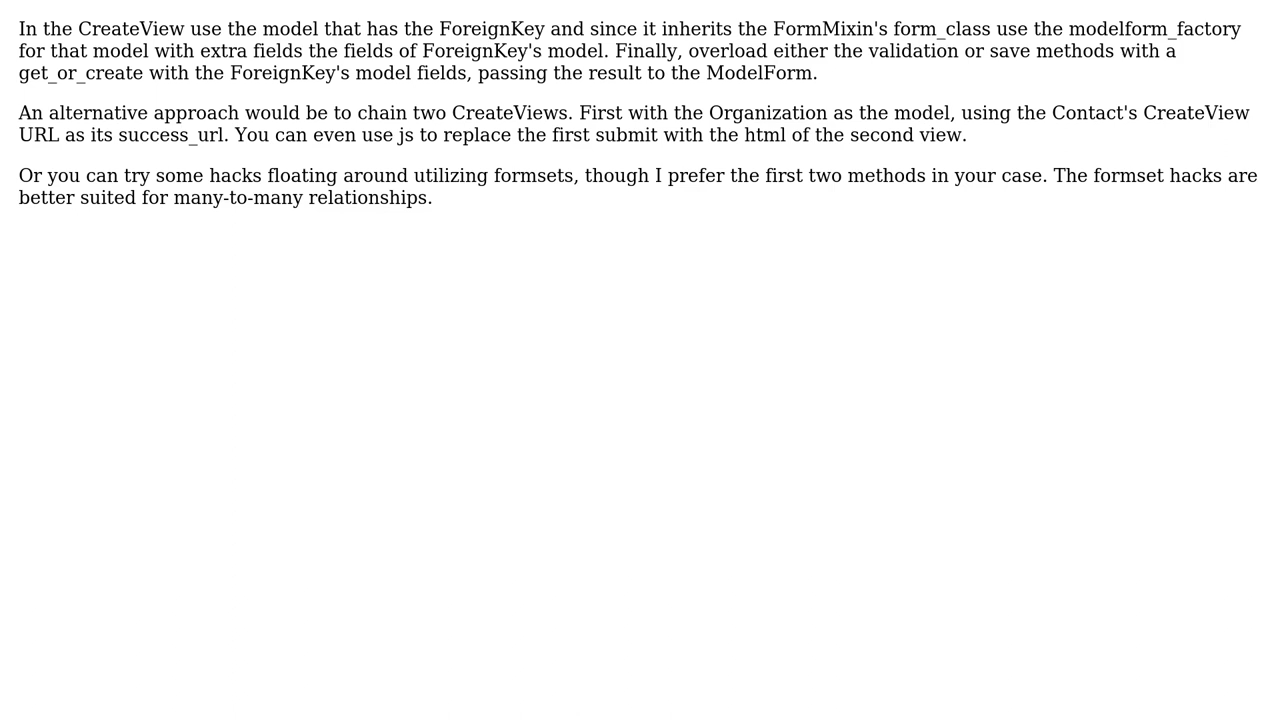 In the CreateView use the model that has the ForeignKey and since it inherits the FormMixin's form_class use the modelform_factory
for that model with extra fields the fields of ForeignKey's model. Finally, overload either the validation or save methods with a
get_or_create with the ForeignKey's model fields, passing the result to the ModelForm.
An alternative approach would be to chain two CreateViews. First with the Organization as the model, using the Contact's CreateView
URL as its success_url. You can even use js to replace the first submit with the html of the second view.
Or you can try some hacks floating around utilizing formsets, though I prefer the first two methods in your case. The formset hacks are
better suited for many-to-many relationships.